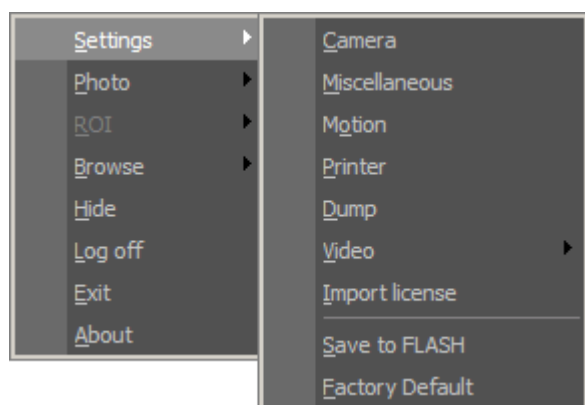 Settings
Photo
ROI
Browse
Hide
Log off
Exit
About
Camera
Miscellaneous
Motion
Printer
Dump
Video
Import license
Save to FLASH
Factory Default